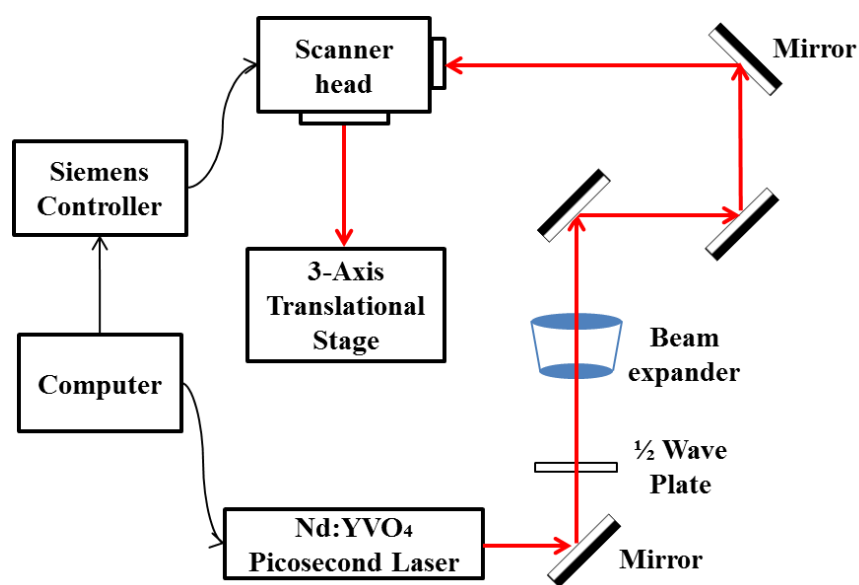 Scanner
head
Mirror
Siemens
Controller
3-Axis
Translational
Stage
Beam
expander
Computer
½ Wave
Plate
Nd:YVO₄
Picosecond Laser
Mirror